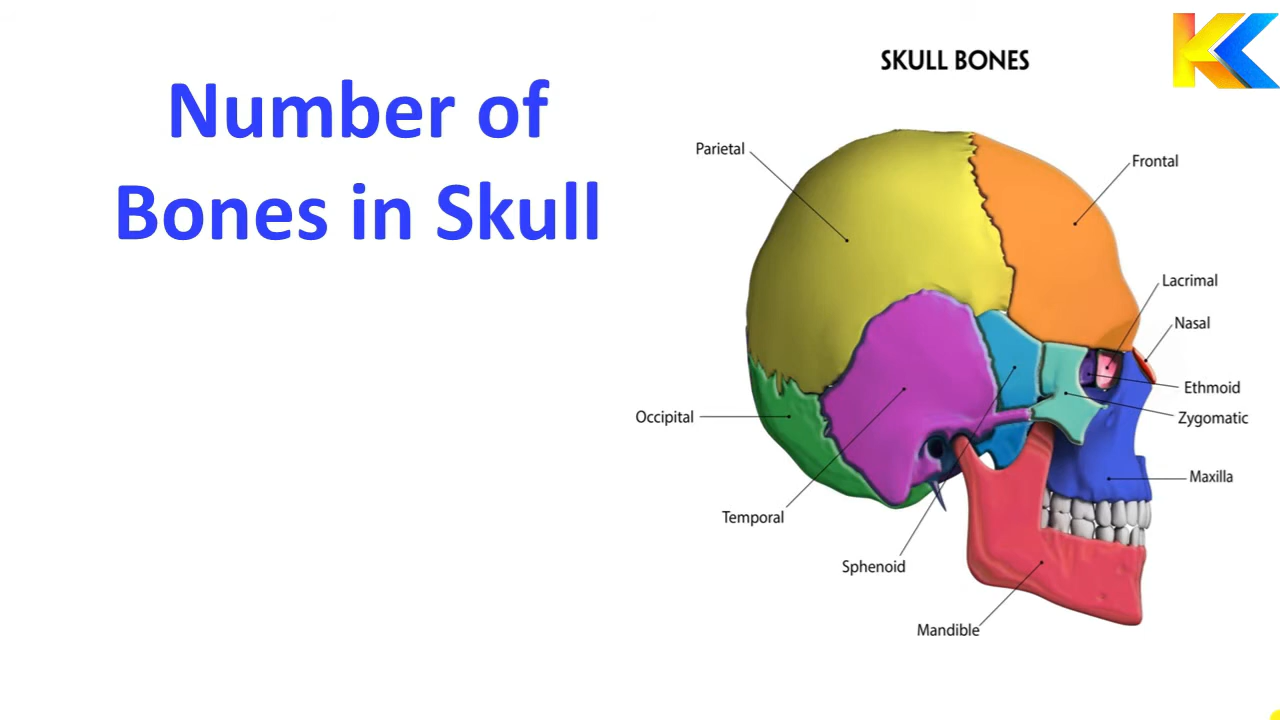 Number of
Bones in Skull
SKULL BONES
Parietal
Frontal
Lacrimal
Nasal
Ethmoid
Zygomatic
Occipital
Maxilla
Temporal
Sphenoid
Mandible